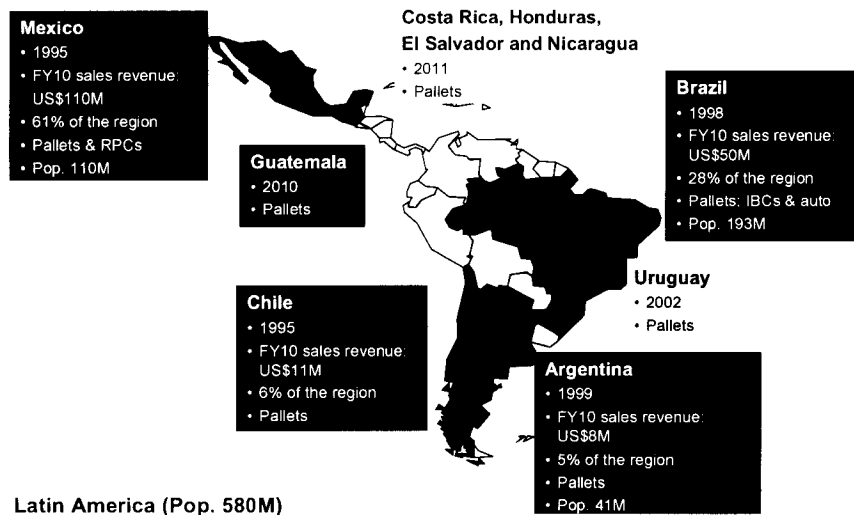 Mexico
• 1995
• FY10 sales revenue:
US$110M
• 61% of the region
• Pallets & RPCs
• Pop. 110M
Costa Rica, Honduras,
El Salvador and Nicaragua
• 2011
• Pallets
Brazil
• 1998
• FY10 sales revenue:
US$50M
• 28% of the region
• Pallets; IBCs & auto
• Pop. 193M
Guatemala
• 2010
• Pallets
Uruguay
• 2002
• Pallets
Chile
• 1995
• FY10 sales revenue:
US$11M
• 6% of the region
• Pallets
Argentina
• 1999
• FY10 sales revenue:
US$8M
• 5% of the region
• Pallets
• Pop. 41M
Latin America (Pop. 580M)